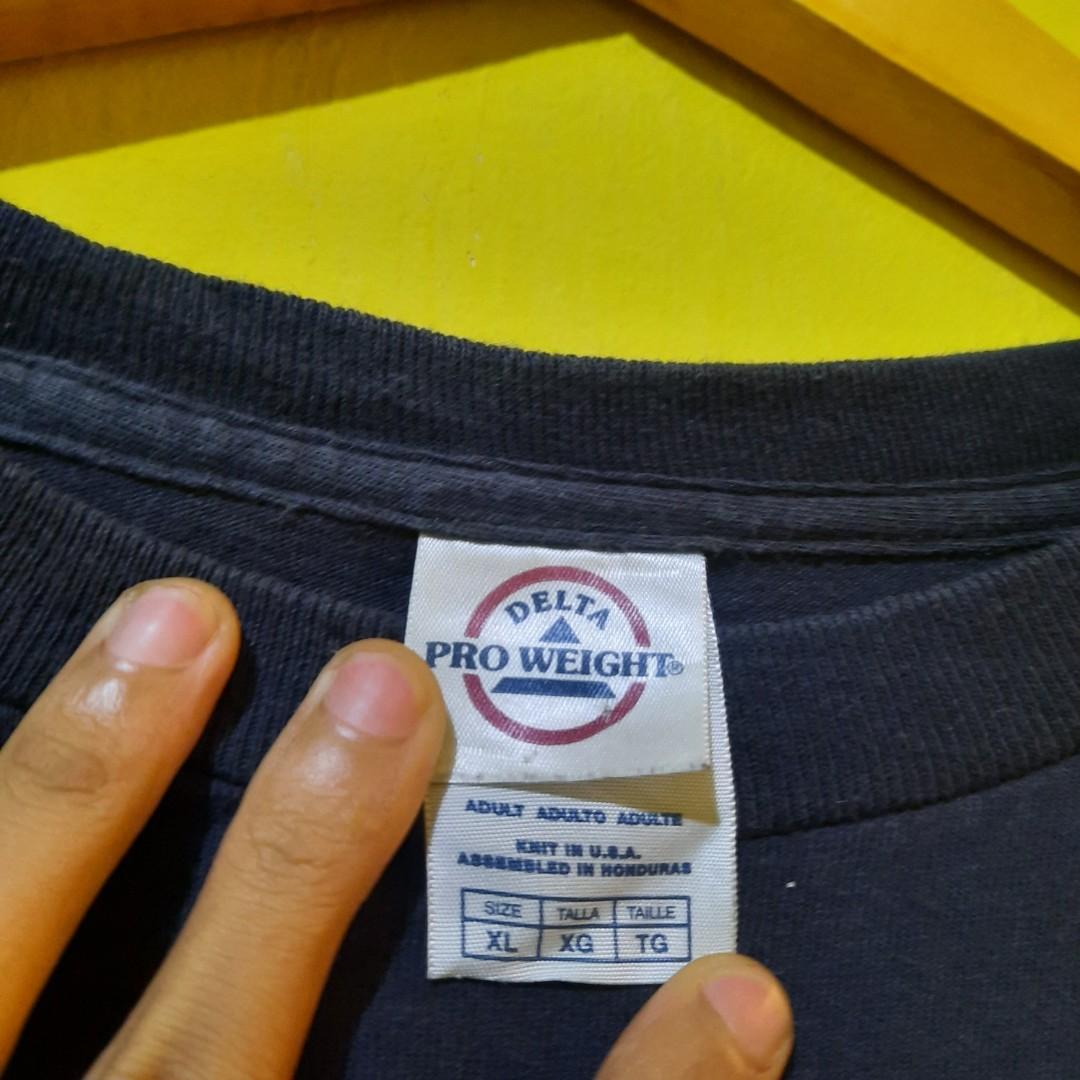 DELTA
PRO WEIGHT®
ADULT ADULTO ADULTE
KNIT IN U.S.A.
ASSEMBLED IN HONDURAS
SIZE TALLA TAILLE
XL XG TG